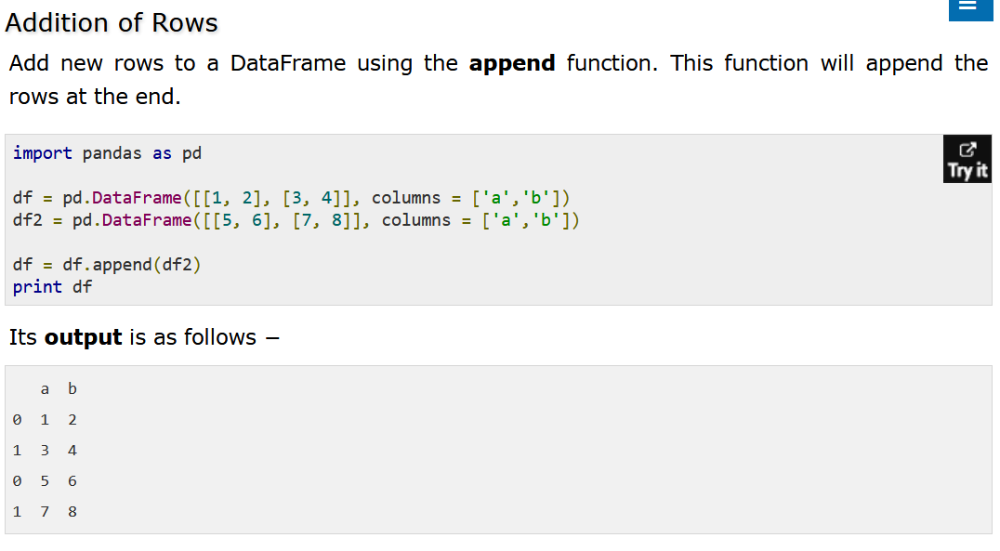 Addition of Rows
Add new rows to a DataFrame using the append function. This function will append the
rows at the end.
import pandas as pd
Try it
df = pd.DataFrame([[1, 2], [3, 4]], columns = ['a','b'])
df2 = pd.DataFrame([[5, 6], [7, 8]], columns = ['a','b'])
df = df.append(df2)
print df
Its output is as follows −
a b
0 1 2
1 3 4
0 5 6
1 7 8